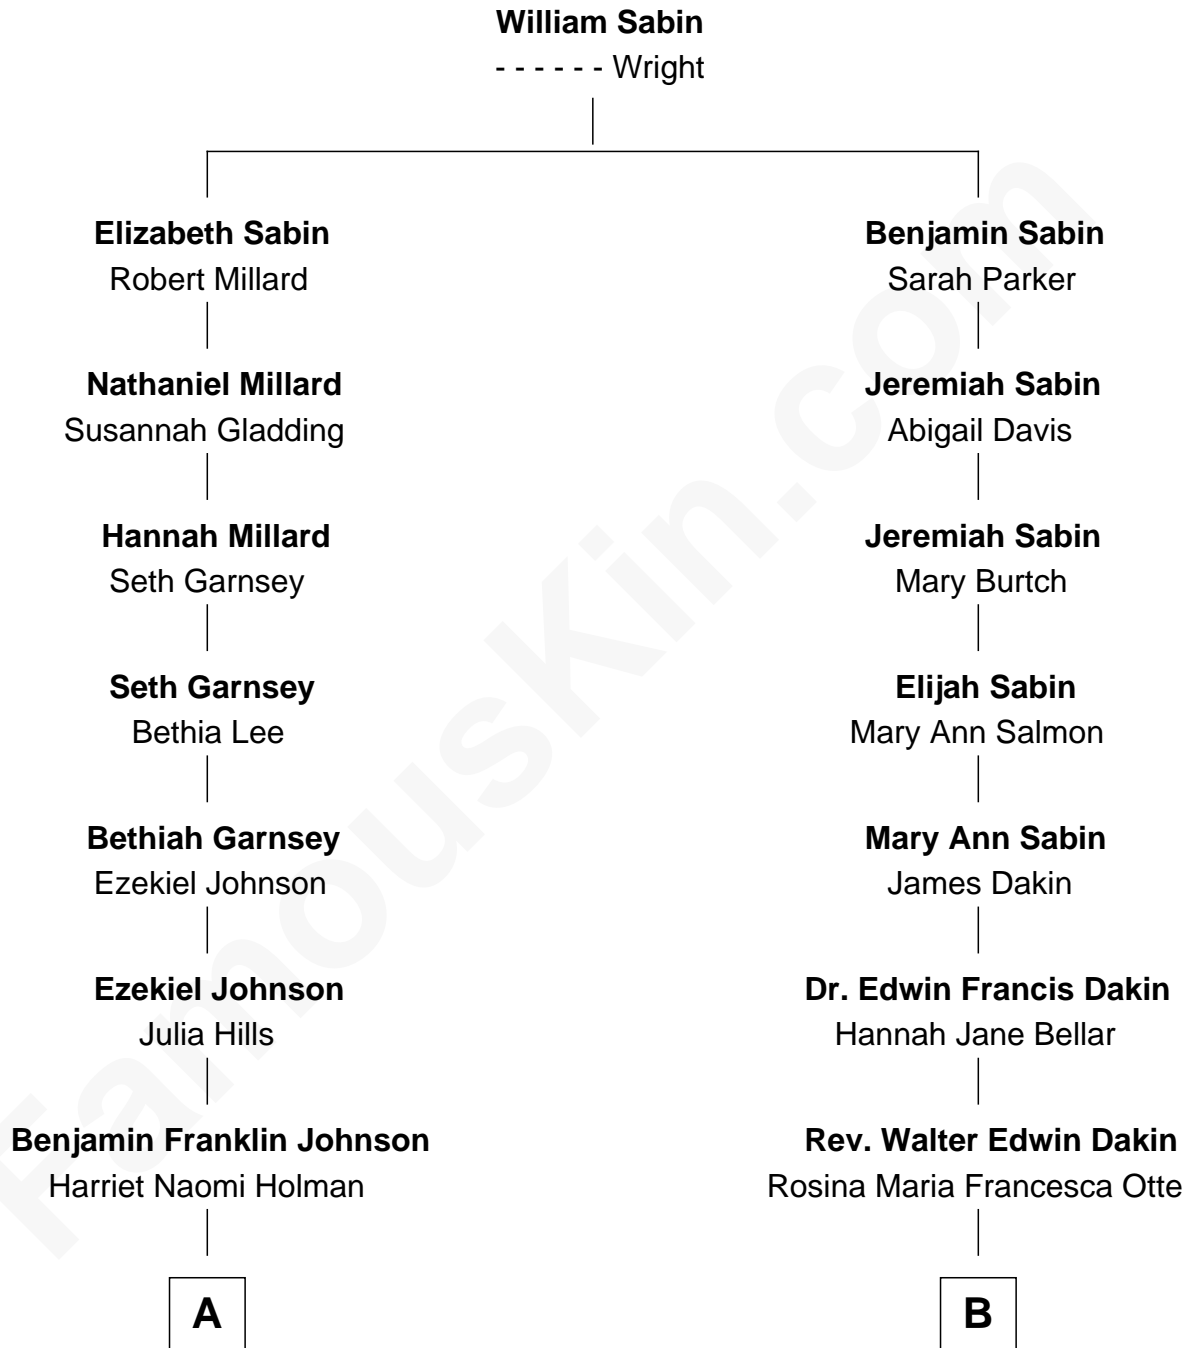 William Sabin
- - - - - - Wright
Elizabeth Sabin
Robert Millard
Nathaniel Millard
Susannah Gladding
Hannah Millard
Seth Garnsey
Seth Garnsey
Bethia Lee
Bethiah Garnsey
Ezekiel Johnson
Ezekiel Johnson
Julia Hills
Benjamin Franklin Johnson
Harriet Naomi Holman
A
Benjamin Sabin
Sarah Parker
Jeremiah Sabin
Abigail Davis
Jeremiah Sabin
Mary Burtch
Elijah Sabin
Mary Ann Salmon
Mary Ann Sabin
James Dakin
Dr. Edwin Francis Dakin
Hannah Jane Bellar
Rev. Walter Edwin Dakin
Rosina Maria Francesca Otte
B
FamousKin.com